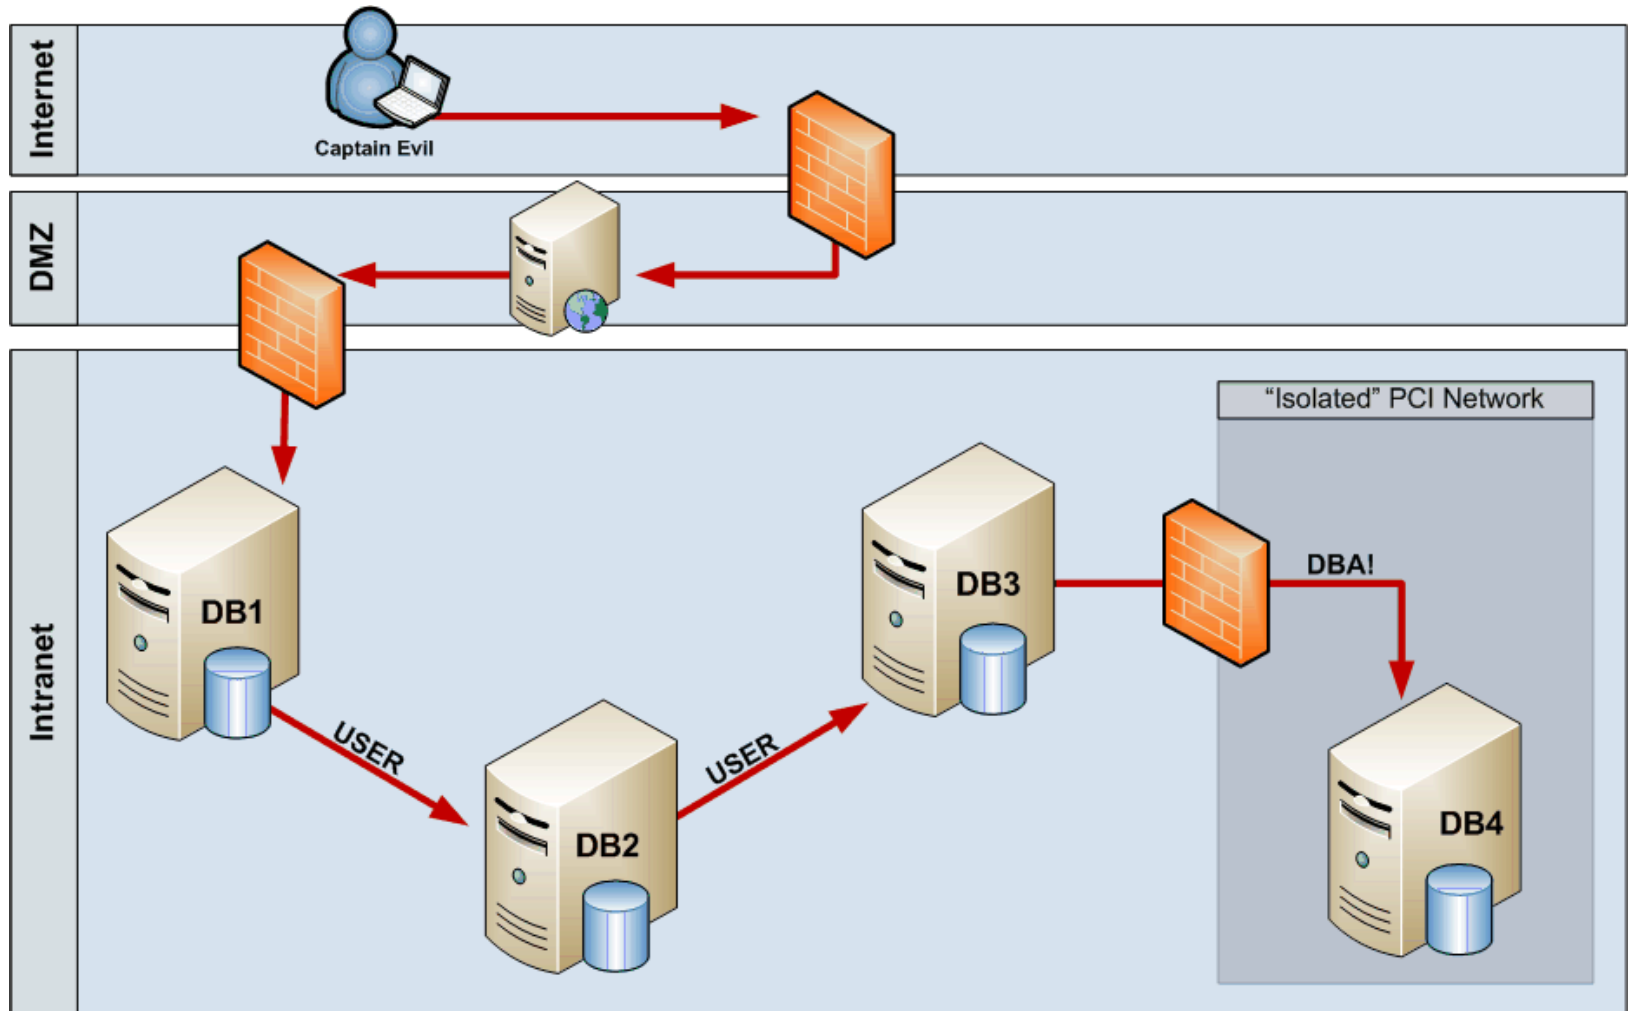 Internet
Captain Evil
DMZ
Intranet
"Isolated" PCI Network
DB1
USER
DB2
USER
DB3
DBA!
DB4